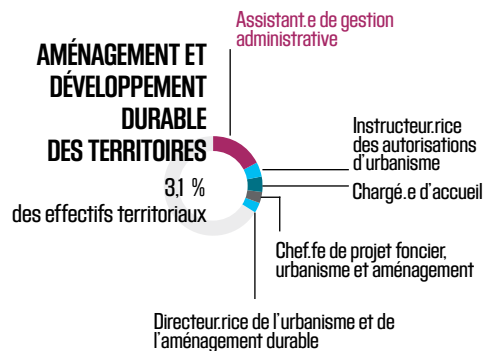 Assistant.e de gestion
administrative
AMÉNAGEMENT ET
DÉVELOPPEMENT
DURABLE
DES TERRITOIRES
3,1 %
des effectifs territoriaux
Instructeur.rice
des autorisations
d'urbanisme
Chargé.e d'accueil
Chef.fe de projet foncier,
urbanisme et aménagement
Directeur.rice de l'urbanisme et de
l'aménagement durable